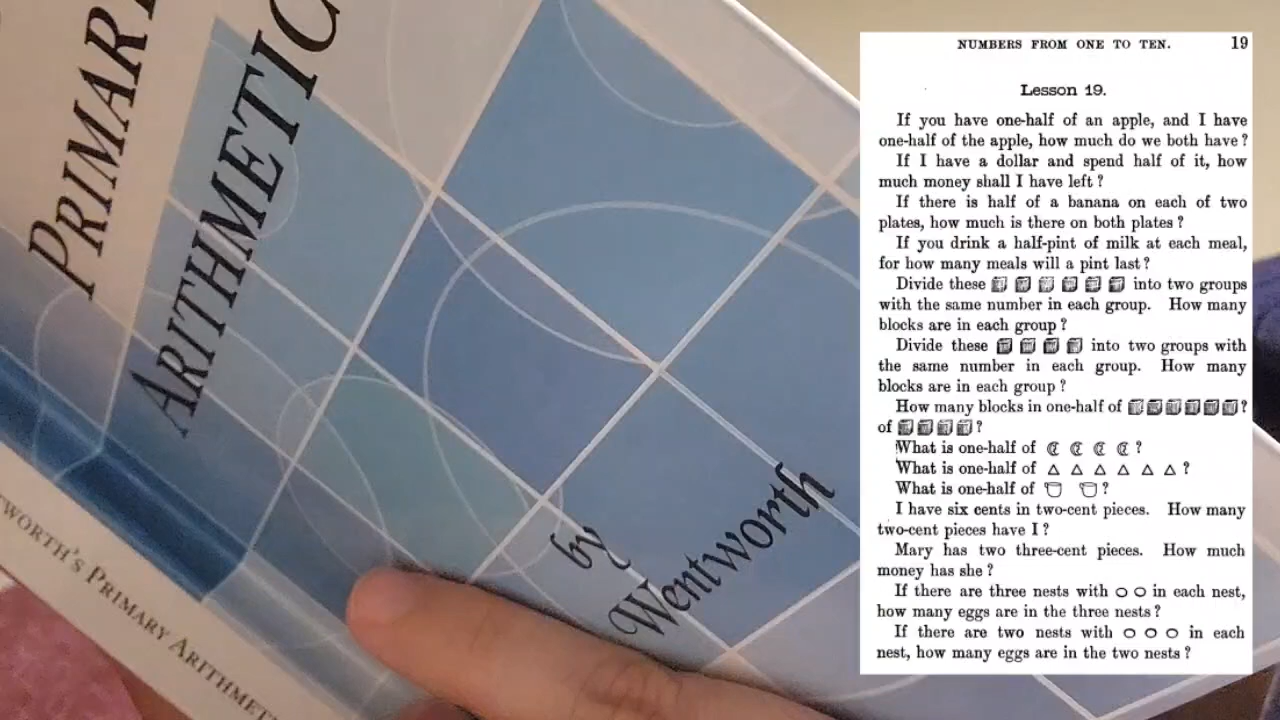 PRIMARY
ARITHMETIC
by
Wentworth
WORTH'S PRIMARY ARITHMET
NUMBERS FROM ONE TO TEN. 19
Lesson 19.
If you have one-half of an apple, and I have
one-half of the apple, how much do we both have?
If I have a dollar and spend half of it, how
much money shall I have left?
If there is half of a banana on each of two
plates, how much is there on both plates?
If you drink a half-pint of milk at each meal,
for how many meals will a pint last?
Divide these into two groups
with the same number in each group. How many
blocks are in each group?
Divide these into two groups with
the same number in each group. How many
blocks are in each group?
How many blocks in one-half of ?
of ?
What is one-half of ?
What is one-half of △ △ △ △ △ △ ?
What is one-half of ?
I have six cents in two-cent pieces. How many
two-cent pieces have I?
Mary has two three-cent pieces. How much
money has she?
If there are three nests with in each nest,
how many eggs are in the three nests?
If there are two nests with in each
nest, how many eggs are in the two nests?